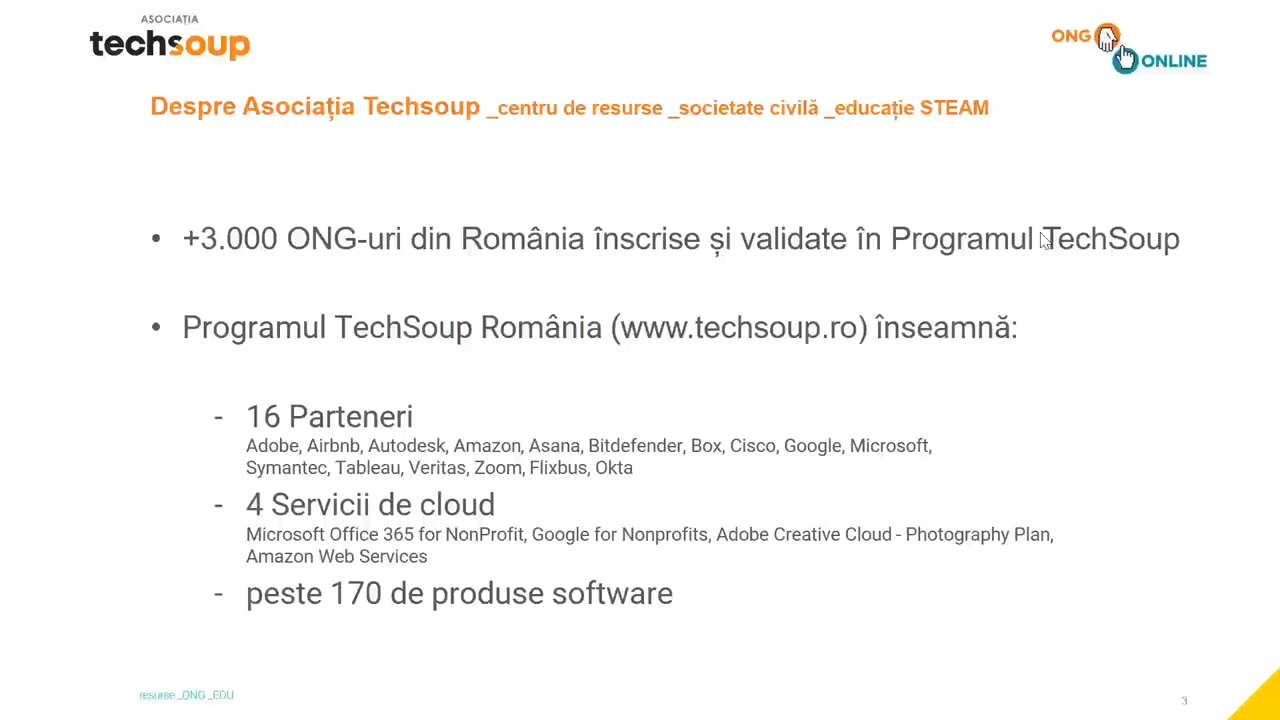 ASOCIAȚIA
techsoup
ONG
ONLINE
Despre Asociația Techsoup _centru de resurse _societate civilă _educație STEAM
• +3.000 ONG-uri din România înscrise și validate în Programul TechSoup
• Programul TechSoup România (www.techsoup.ro) înseamnă:
- 16 Parteneri
Adobe, Airbnb, Autodesk, Amazon, Asana, Bitdefender, Box, Cisco, Google, Microsoft,
Symantec, Tableau, Veritas, Zoom, Flixbus, Okta
- 4 Servicii de cloud
Microsoft Office 365 for NonProfit, Google for Nonprofits, Adobe Creative Cloud - Photography Plan,
Amazon Web Services
- peste 170 de produse software
resurse _ONG _EDU
3